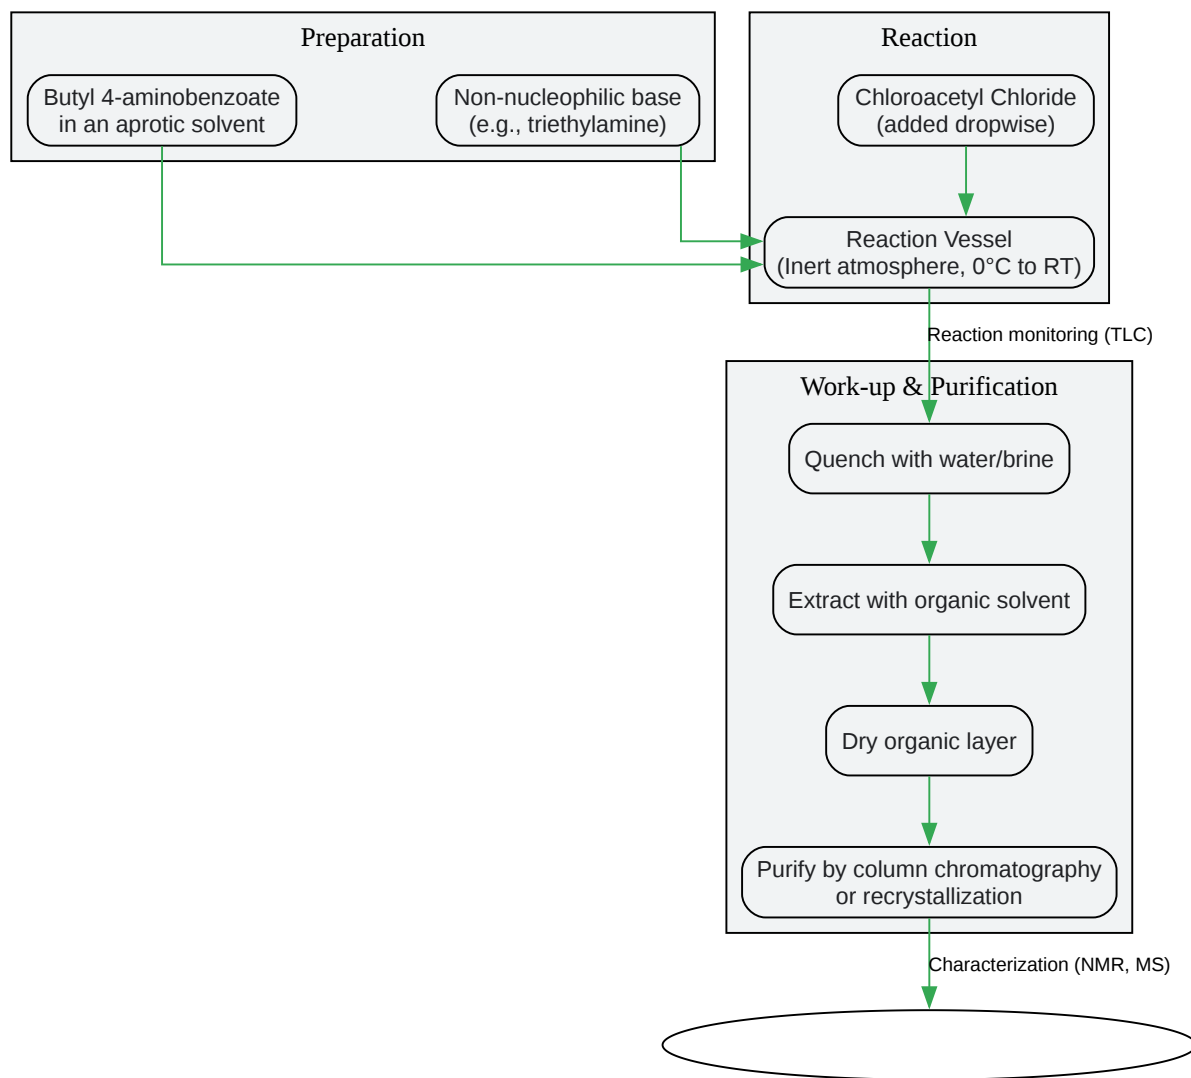 Preparation
Butyl 4-aminobenzoate
in an aprotic solvent
Non-nucleophilic base
(e.g., triethylamine)
Reaction
Chloroacetyl Chloride
(added dropwise)
Reaction Vessel
(Inert atmosphere, 0°C to RT)
Reaction monitoring (TLC)
Work-up & Purification
Quench with water/brine
Extract with organic solvent
Dry organic layer
Purify by column chromatography
or recrystallization
Characterization (NMR, MS)